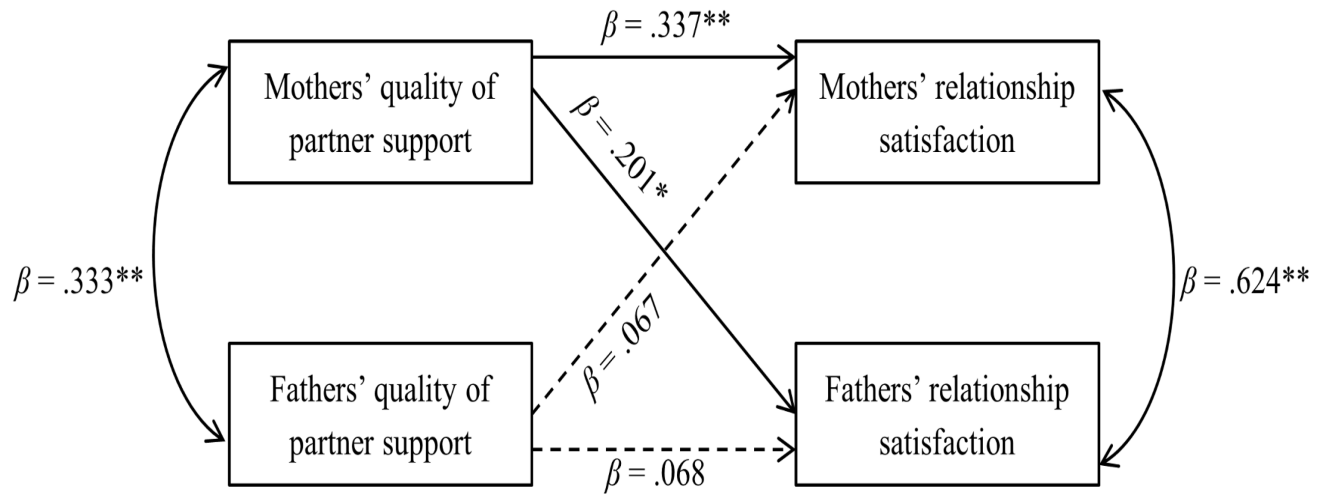 β = .337**
Mothers’ quality of
partner support
Mothers’ relationship
satisfaction
β = .201*
β = .333**
β = .624**
β = .067
Fathers’ quality of
partner support
Fathers’ relationship
satisfaction
β = .068